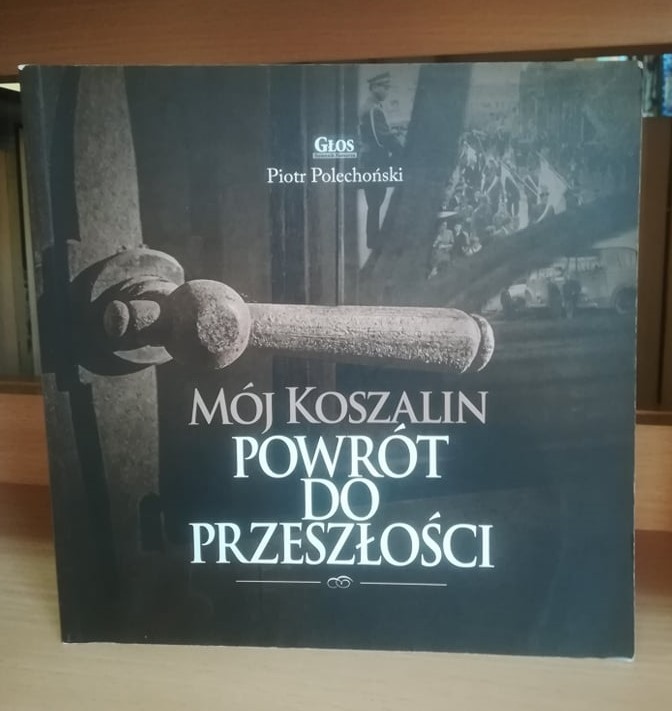 GŁOS
Piotr Polechoński
MÓJ KOSZALIN
POWRÓT
DO
PRZESZŁOŚCI